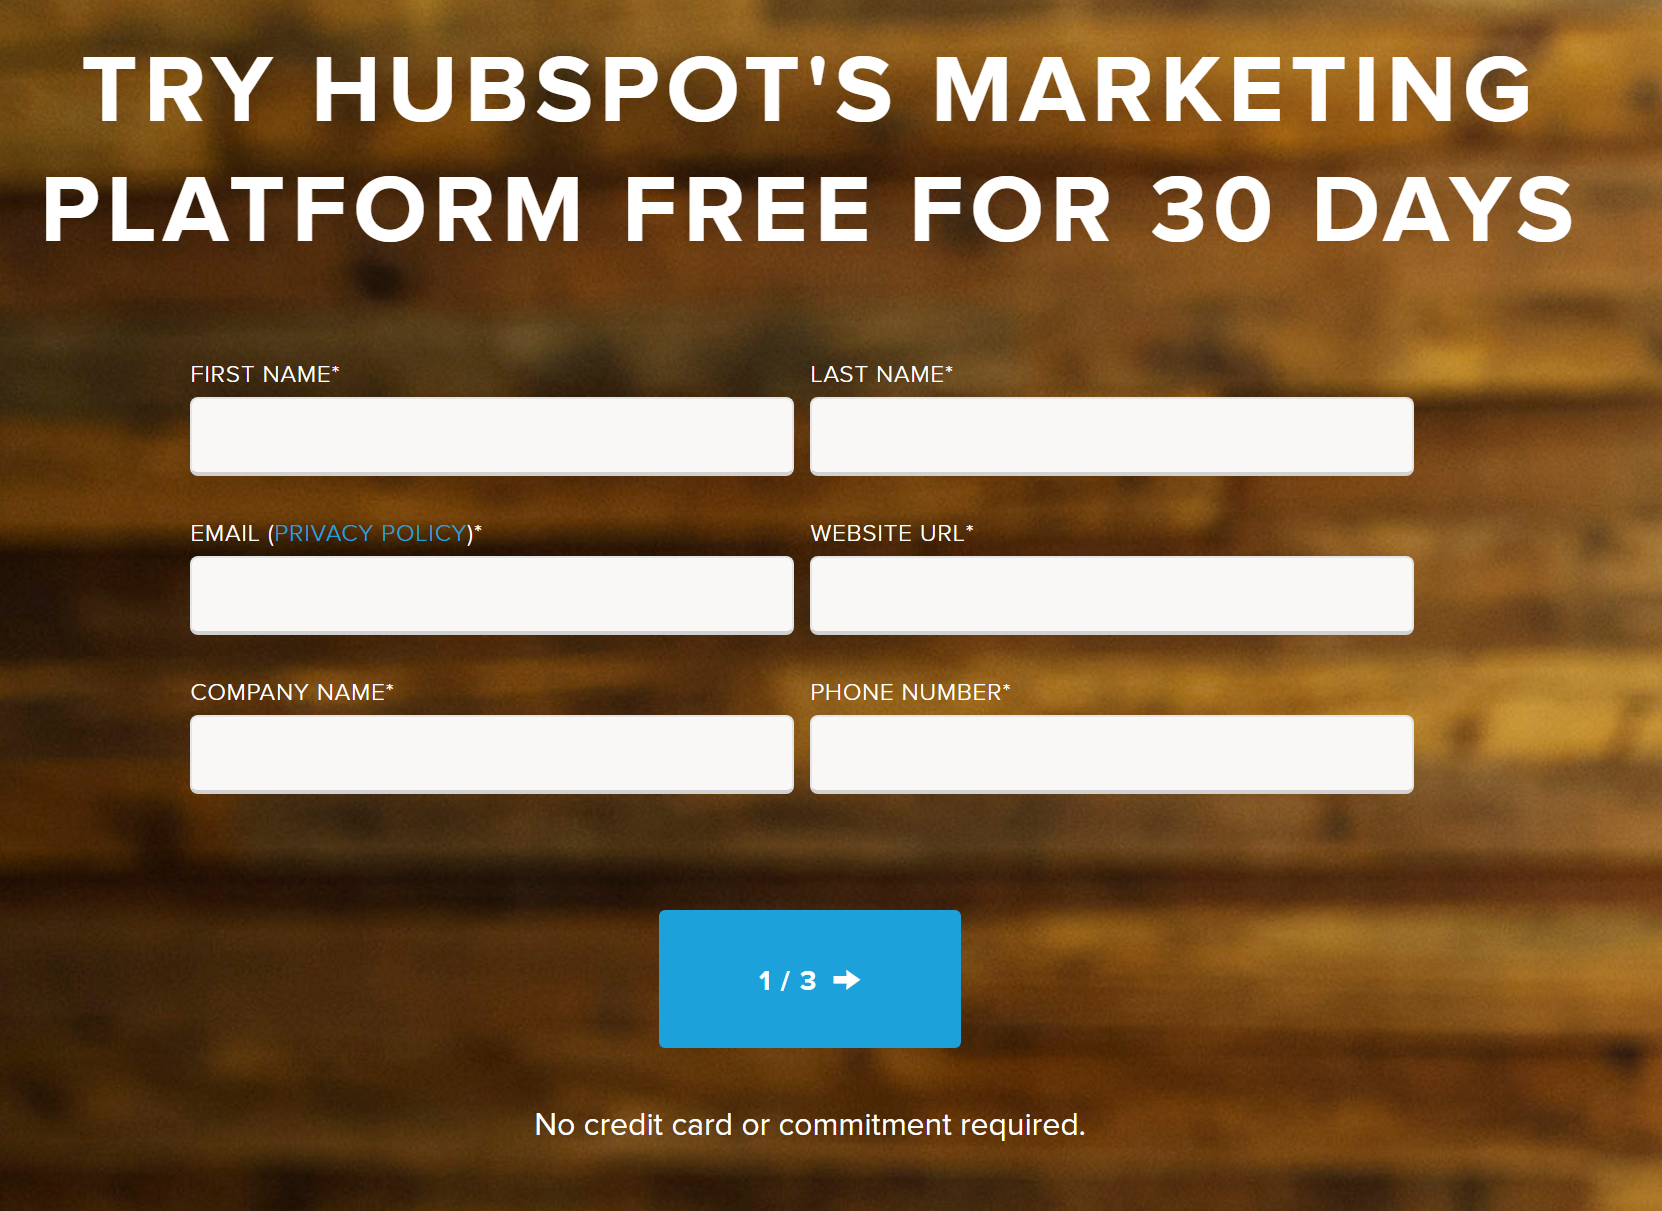 TRY HUBSPOT'S MARKETING
PLATFORM FREE FOR 30 DAYS
FIRST NAME*
LAST NAME*
EMAIL (PRIVACY POLICY)*
WEBSITE URL*
COMPANY NAME*
PHONE NUMBER*
1 / 3
No credit card or commitment required.